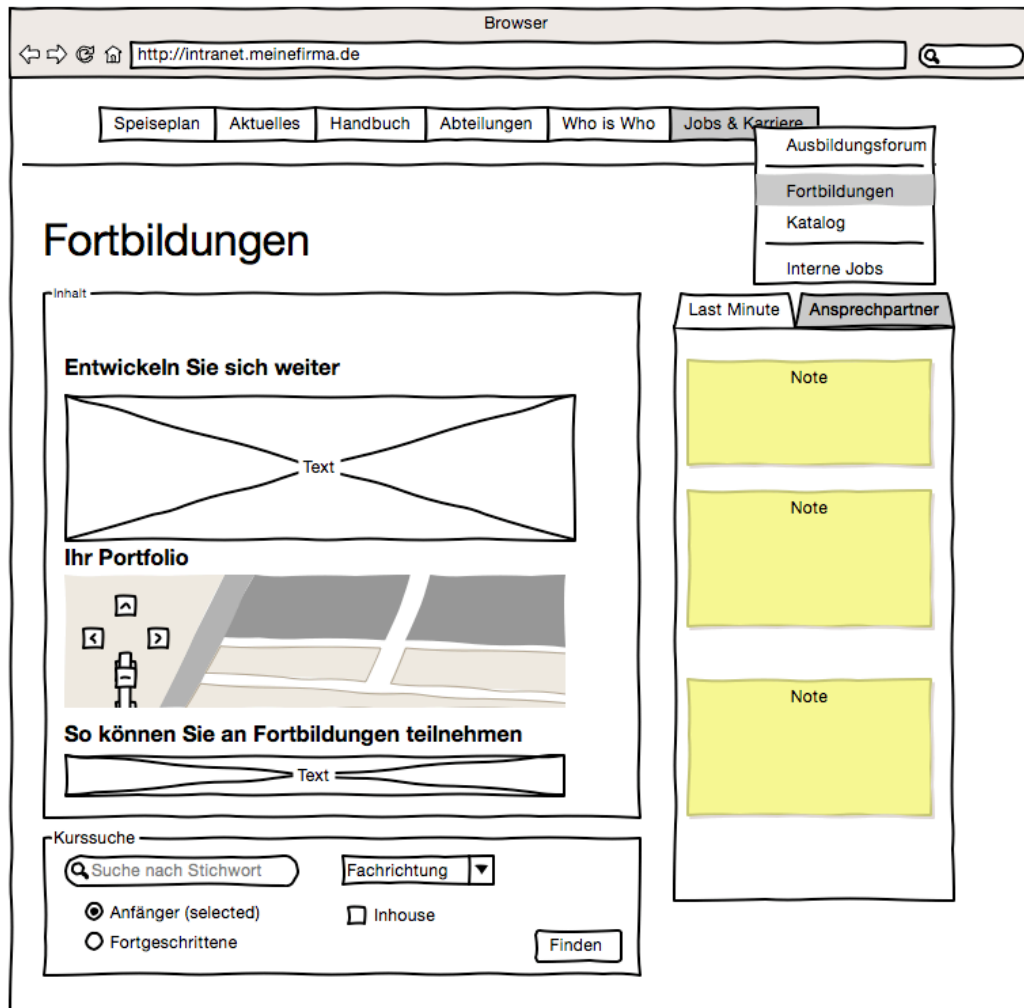 Browser
http://intranet.meinefirma.de
Speiseplan Aktuelles Handbuch Abteilungen Who is Who Jobs & Karriere
Ausbildungsforum
Fortbildungen
Katalog
Interne Jobs
Fortbildungen
Inhalt
Entwickeln Sie sich weiter
Text
Ihr Portfolio
So können Sie an Fortbildungen teilnehmen
Text
Last Minute Ansprechpartner
Note
Note
Note
Kurssuche
Suche nach Stichwort Fachrichtung
Anfänger (selected) Inhouse
Fortgeschrittene
Finden